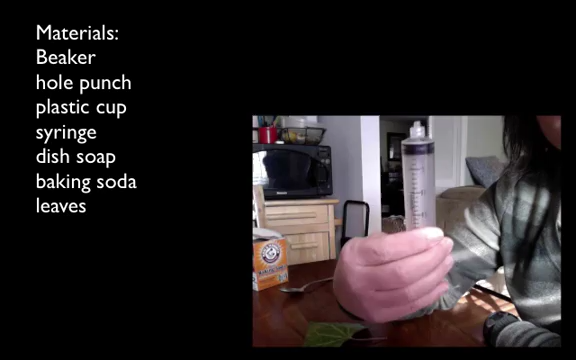 Materials:
Beaker
hole punch
plastic cup
syringe
dish soap
baking soda
leaves